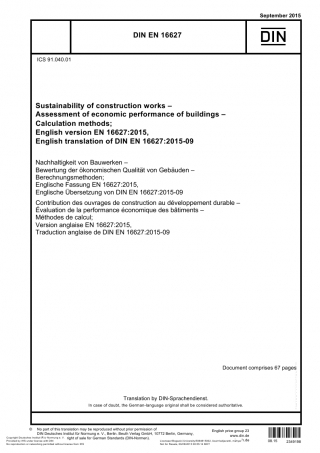 September 2015
DIN EN 16627
DIN
ICS 91.040.01
Sustainability of construction works –
Assessment of economic performance of buildings –
Calculation methods;
English version EN 16627:2015,
English translation of DIN EN 16627:2015-09
Nachhaltigkeit von Bauwerken –
Bewertung der ökonomischen Qualität von Gebäuden –
Berechnungsmethoden;
Englische Fassung EN 16627:2015,
Englische Übersetzung von DIN EN 16627:2015-09
Contribution des ouvrages de construction au développement durable –
Évaluation de la performance économique des bâtiments –
Méthodes de calcul;
Version anglaise EN 16627:2015,
Traduction anglaise de DIN EN 16627:2015-09
Document comprises 67 pages
Translation by DIN-Sprachendienst.
In case of doubt, the German-language original shall be considered authoritative.
© No part of this translation may be reproduced without prior permission of
DIN Deutsches Institut für Normung e. V., Berlin. Beuth Verlag GmbH, 10772 Berlin, Germany,
right of sale for German Standards (DIN-Normen).
English price group 23
www.din.de